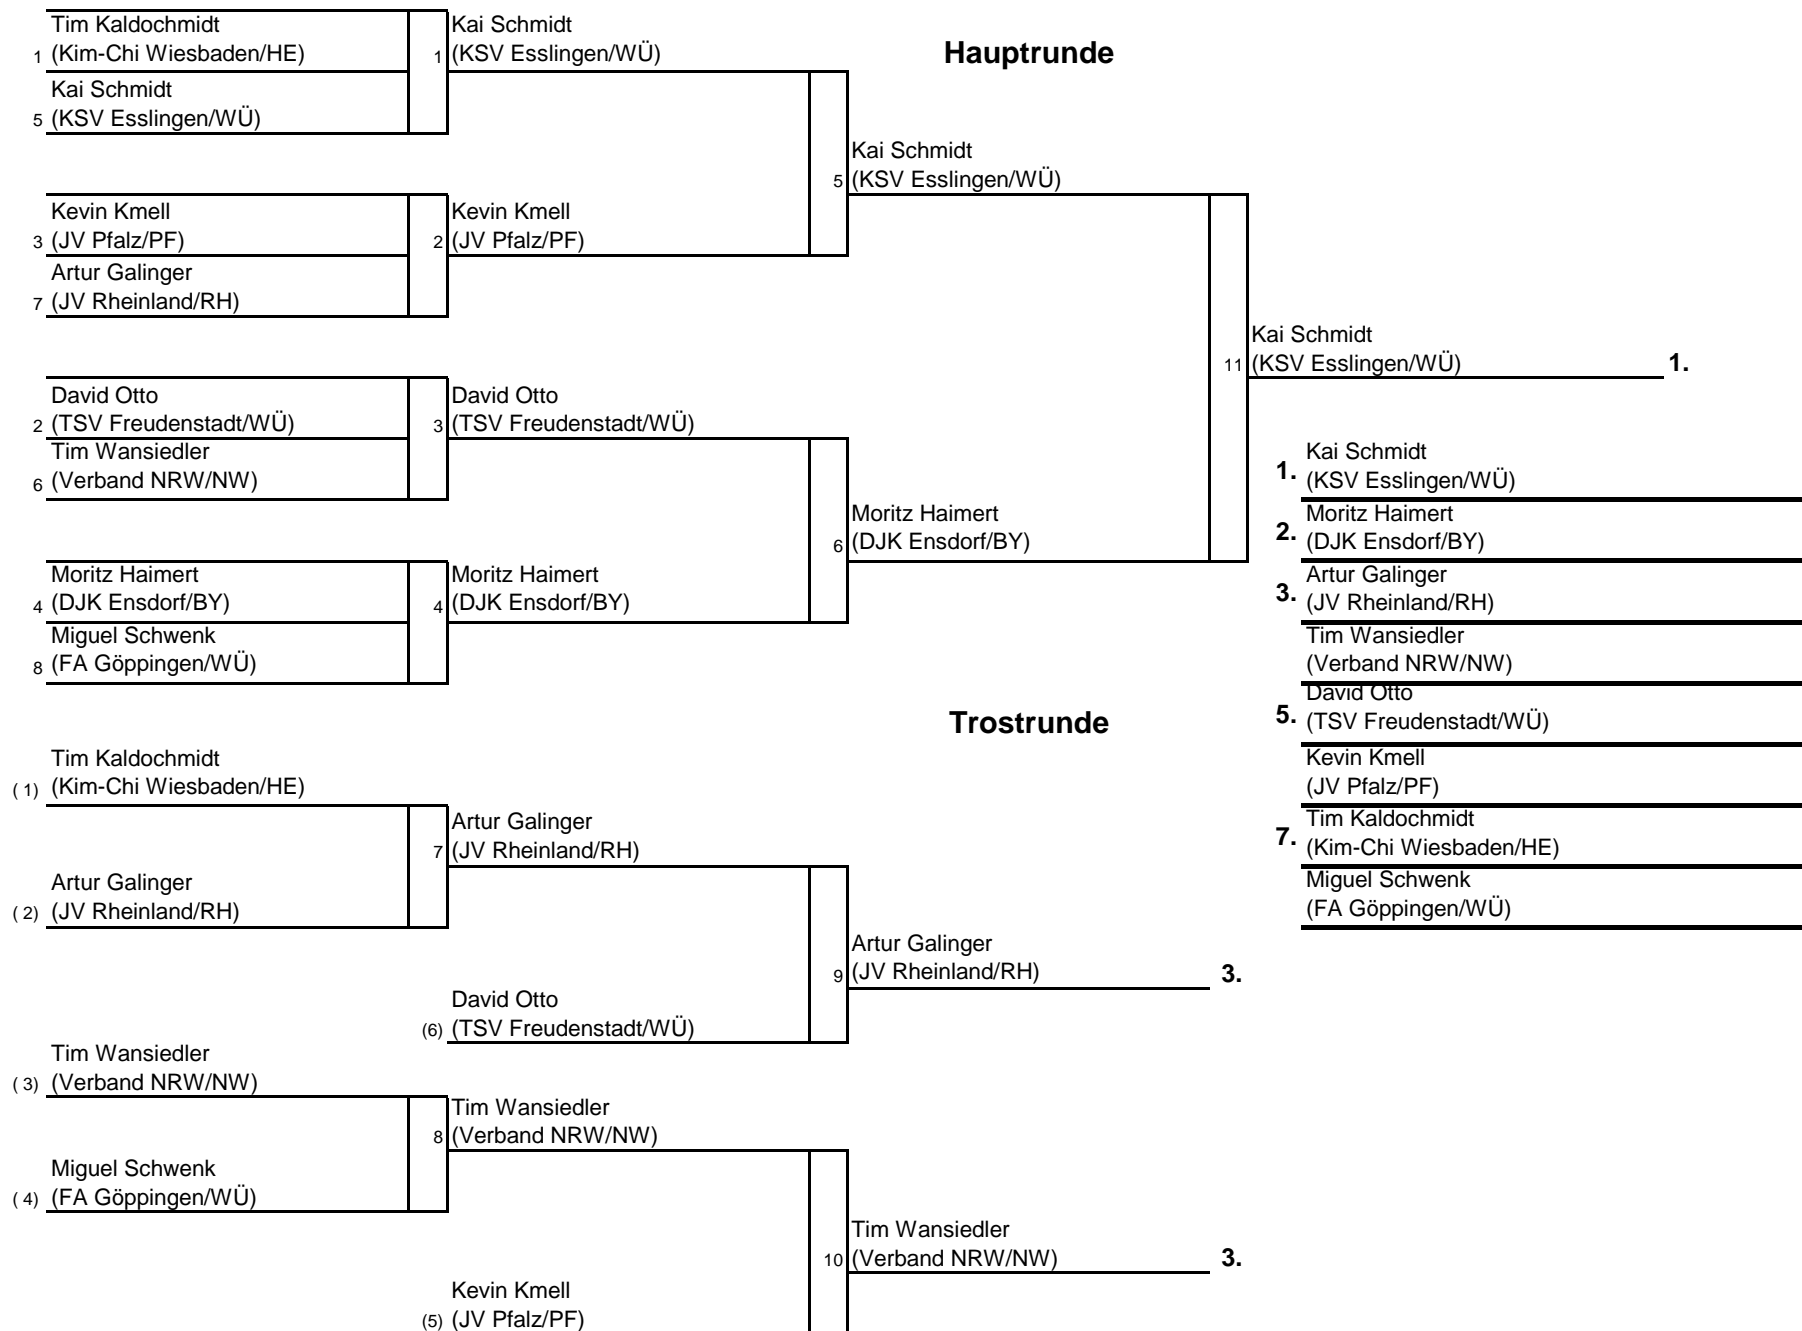 Hauptrunde
Tim Kaldochmidt
1 (Kim-Chi Wiesbaden/HE)
Kai Schmidt
5 (KSV Esslingen/WÜ)
Kevin Kmell
3 (JV Pfalz/PF)
Artur Galinger
7 (JV Rheinland/RH)
David Otto
2 (TSV Freudenstadt/WÜ)
Tim Wansiedler
6 (Verband NRW/NW)
Moritz Haimert
4 (DJK Ensdorf/BY)
Miguel Schwenk
8 (FA Göppingen/WÜ)
Kai Schmidt
1 (KSV Esslingen/WÜ)
Kevin Kmell
2 (JV Pfalz/PF)
David Otto
3 (TSV Freudenstadt/WÜ)
Moritz Haimert
4 (DJK Ensdorf/BY)
Kai Schmidt
5 (KSV Esslingen/WÜ)
Moritz Haimert
6 (DJK Ensdorf/BY)
Kai Schmidt
11 (KSV Esslingen/WÜ) 1.
Kai Schmidt
1. (KSV Esslingen/WÜ)
Moritz Haimert
2. (DJK Ensdorf/BY)
Artur Galinger
3. (JV Rheinland/RH)
Tim Wansiedler
(Verband NRW/NW)
David Otto
5. (TSV Freudenstadt/WÜ)
Kevin Kmell
(JV Pfalz/PF)
Tim Kaldochmidt
7. (Kim-Chi Wiesbaden/HE)
Miguel Schwenk
(FA Göppingen/WÜ)
Trostrunde
Tim Kaldochmidt
( 1) (Kim-Chi Wiesbaden/HE)
Artur Galinger
( 2) (JV Rheinland/RH)
Tim Wansiedler
( 3) (Verband NRW/NW)
Miguel Schwenk
( 4) (FA Göppingen/WÜ)
Artur Galinger
7 (JV Rheinland/RH)
David Otto
(6) (TSV Freudenstadt/WÜ)
Tim Wansiedler
8 (Verband NRW/NW)
Kevin Kmell
(5) (JV Pfalz/PF)
Artur Galinger
9 (JV Rheinland/RH) 3.
Tim Wansiedler
10 (Verband NRW/NW) 3.